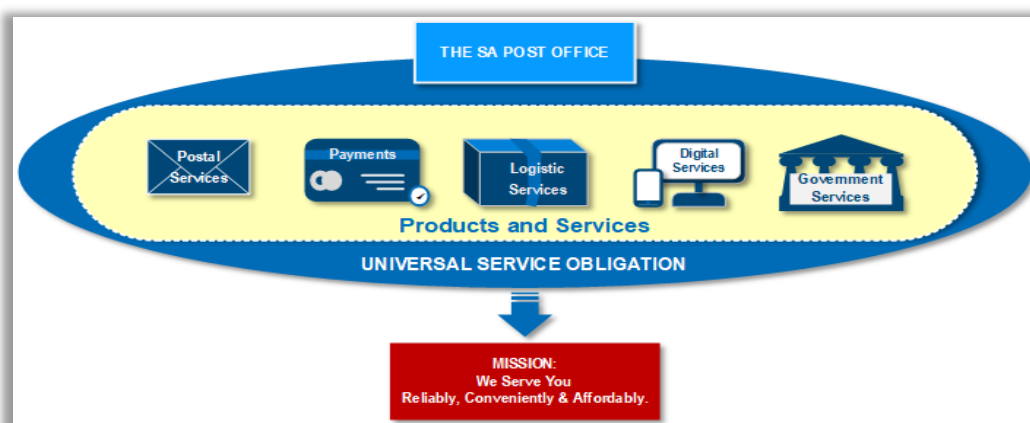 THE SA POST OFFICE
Postal
Services
Payments
Logistic
Services
Digital
Services
Government
Services
Products and Services
UNIVERSAL SERVICE OBLIGATION
MISSION:
We Serve You
Reliably, Conveniently & Affordably.